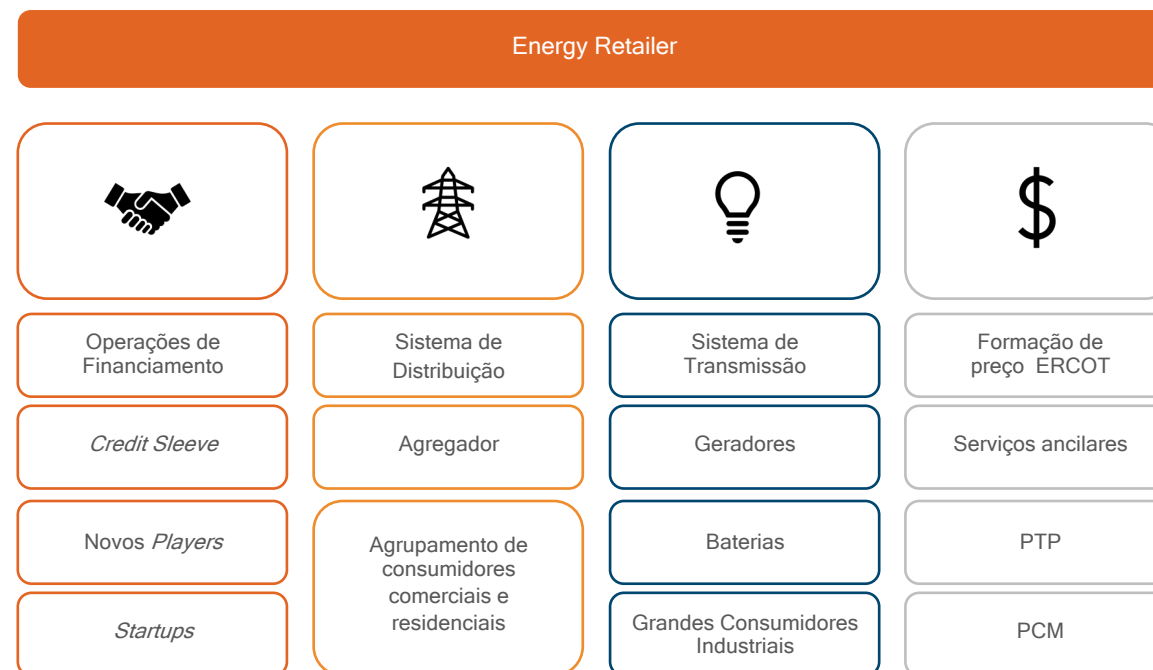 Energy Retailer
Operações de
Financiamento
Credit Sleeve
Novos Players
Startups
Sistema de
Distribuição
Agregador
Agrupamento de
consumidores
comerciais e
residenciais
Sistema de
Transmissão
Geradores
Baterias
Grandes Consumidores
Industriais
$
Formação de
preço ERCOT
Serviços ancilares
PTP
PCM